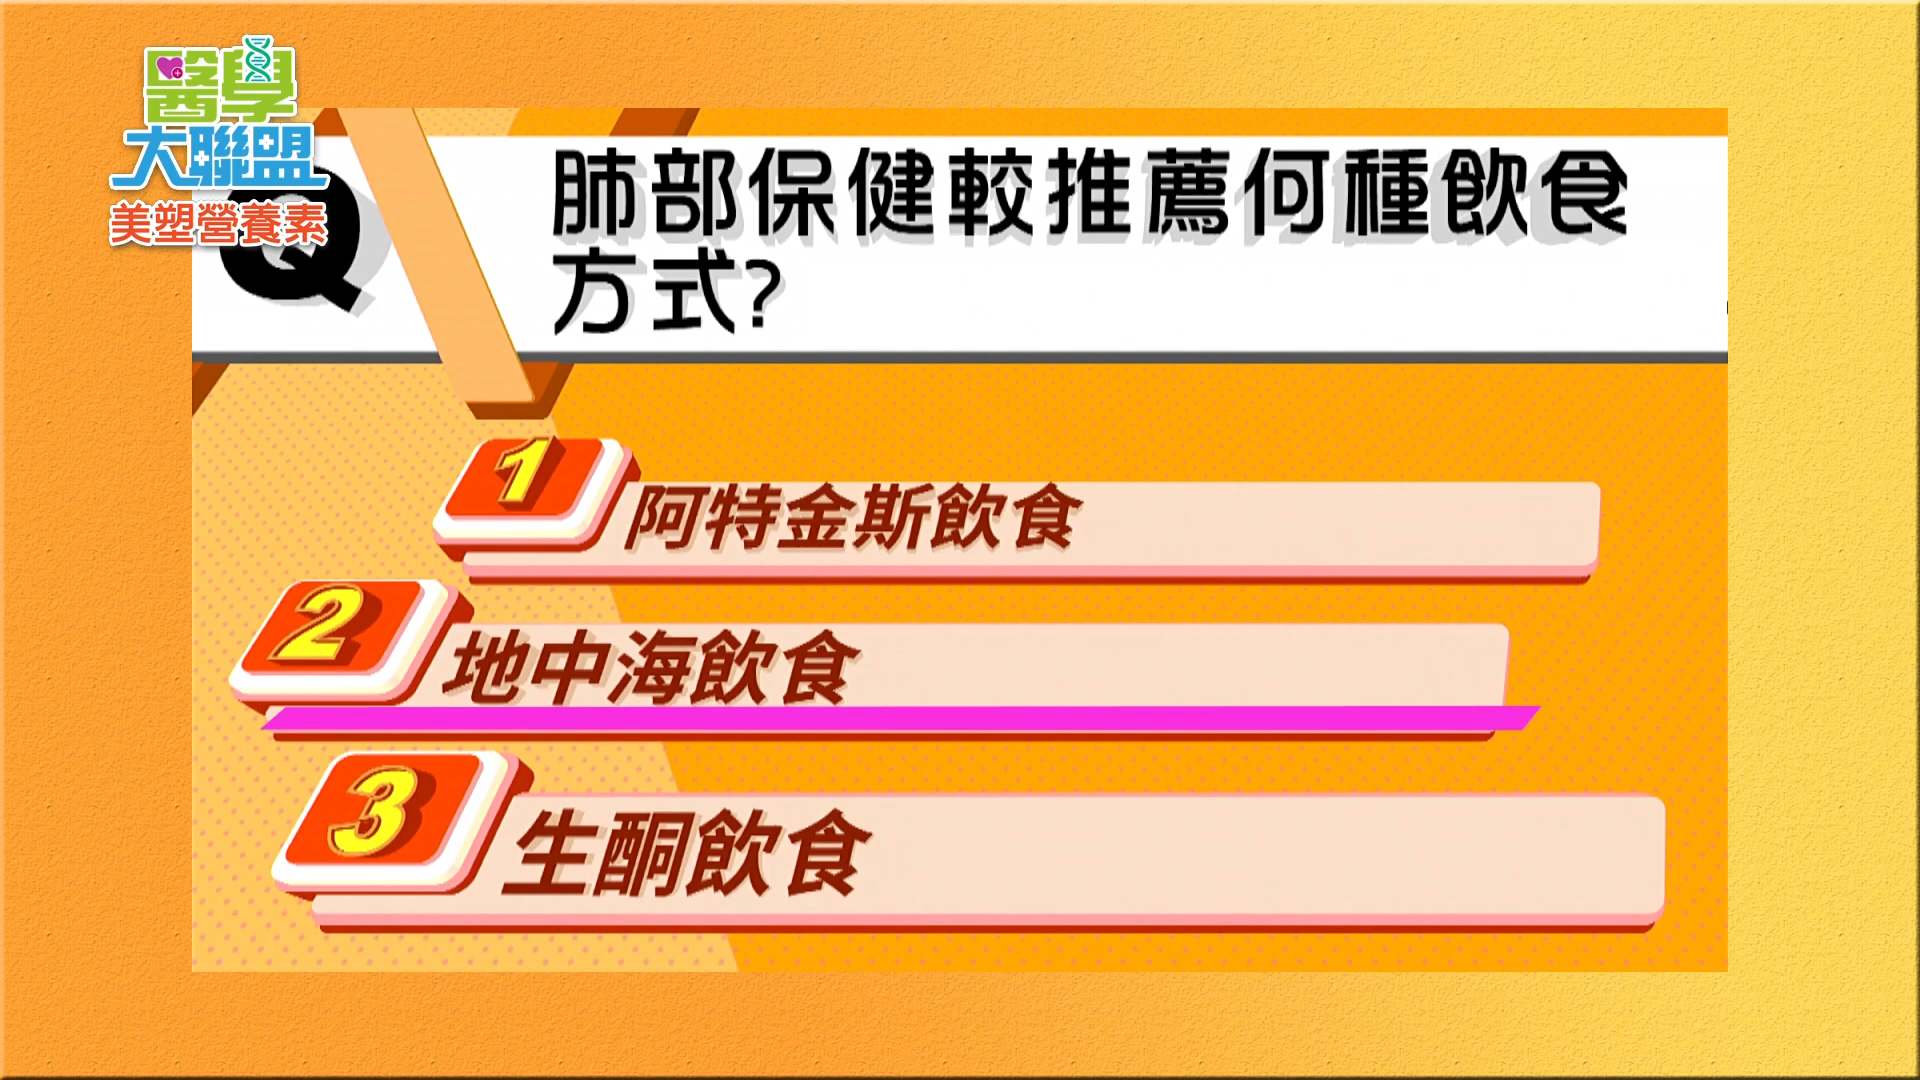 醫學
大聯盟
美塑營養素
Q
肺部保健較推薦何種飲食
方式?
1
阿特金斯飲食
2
地中海飲食
3
生酮飲食